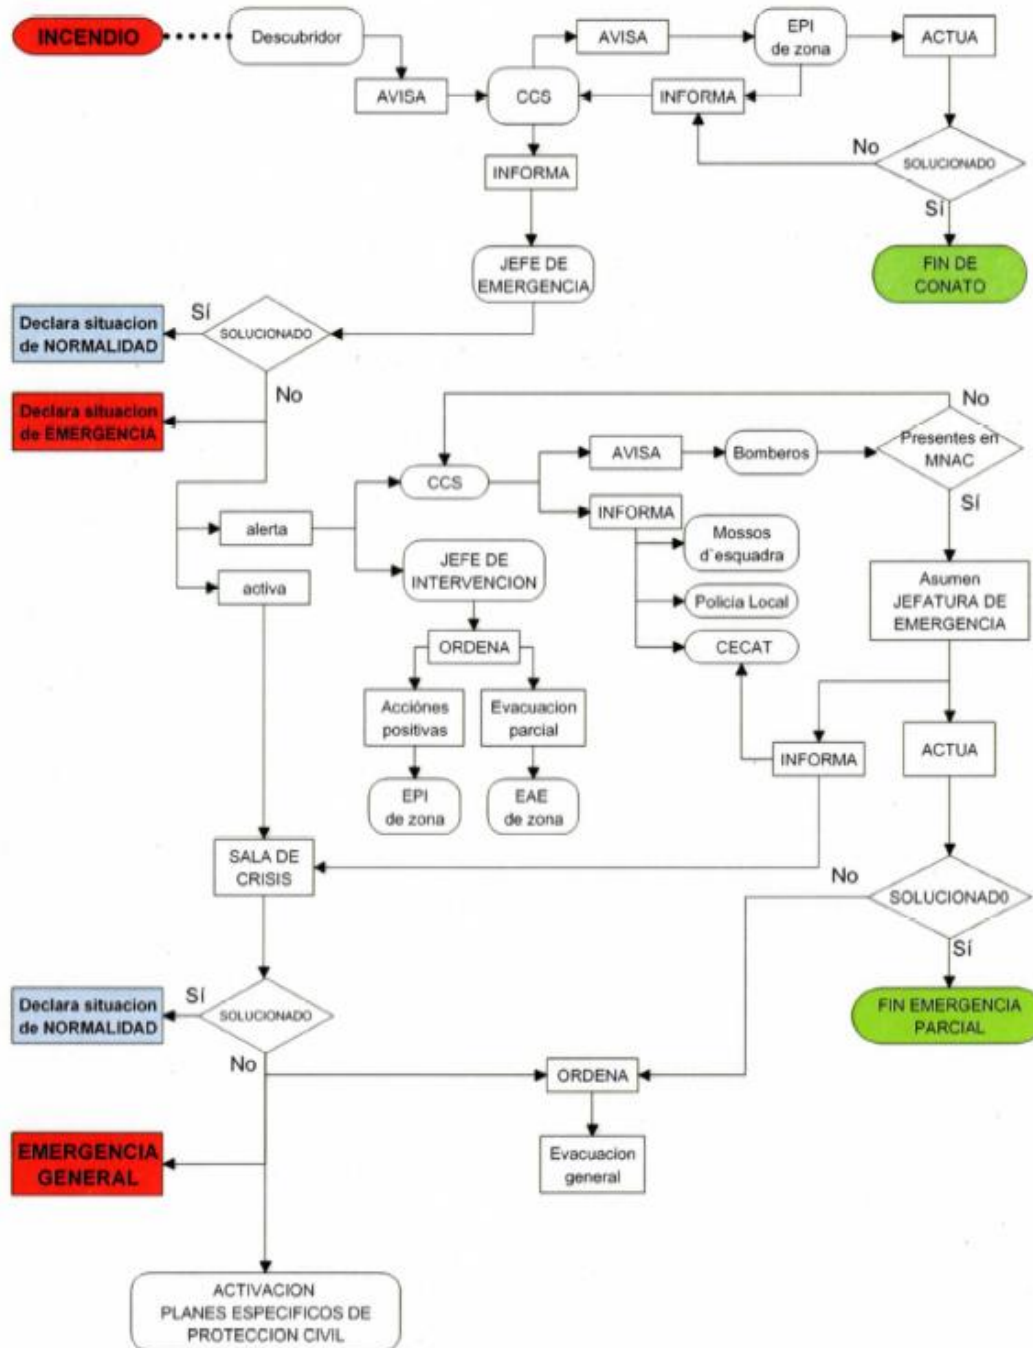 INCENDIO
Descubridor
AVISA
CCS
AVISA
EPI
de zona
ACTUA
INFORMA
No
SOLUCIONADO
Sí
FIN DE
CONATO
INFORMA
JEFE DE
EMERGENCIA
SOLUCIONADO
Sí
Declara situacion
de NORMALIDAD
No
Declara situacion
de EMERGENCIA
alerta
activa
CCS
AVISA
Bomberos
Presentes en
MNAC
No
Sí
INFORMA
Mossos
d`esquadra
Policía Local
CECAT
JEFE DE
INTERVENCION
ORDENA
Acciónes
positivas
Evacuacion
parcial
EPI
de zona
EAE
de zona
Asumen
JEFATURA DE
EMERGENCIA
INFORMA
ACTUA
SALA DE
CRISIS
No
SOLUCIONAD0
Sí
FIN EMERGENCIA
PARCIAL
Sí
SOLUCIONADO
Declara situacion
de NORMALIDAD
No
ORDENA
Evacuacion
general
EMERGENCIA
GENERAL
ACTIVACION
PLANES ESPECIFICOS DE
PROTECCION CIVIL